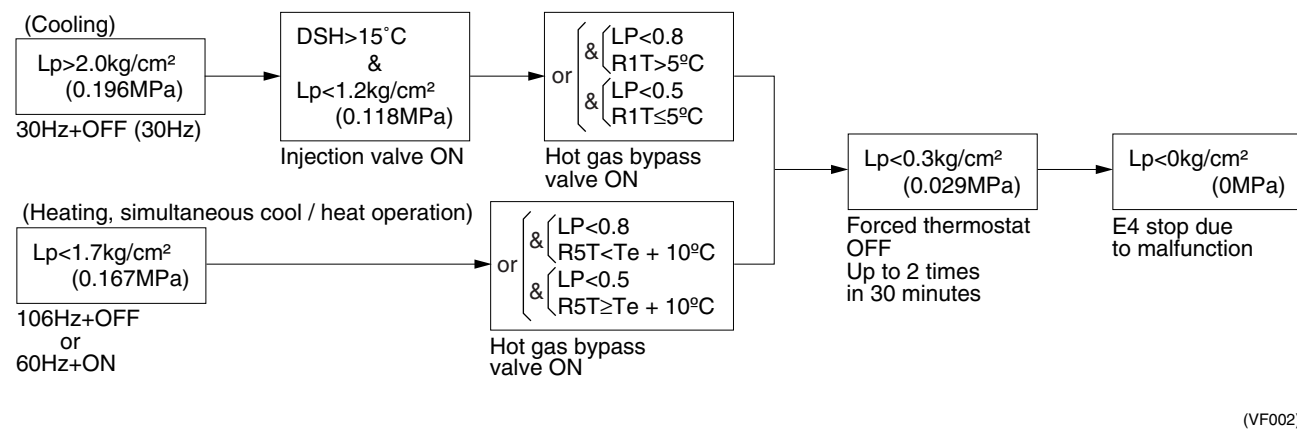 (Cooling)
Lp>2.0kg/cm²
(0.196MPa)
30Hz+OFF (30Hz)
DSH>15˚C
&
Lp<1.2kg/cm²
(0.118MPa)
Injection valve ON
or
&
LP<0.8
R1T>5ºC
&
LP<0.5
R1T≤5ºC
Hot gas bypass
valve ON
(Heating, simultaneous cool / heat operation)
Lp<1.7kg/cm²
(0.167MPa)
106Hz+OFF
or
60Hz+ON
or
&
LP<0.8
R5T<Te + 10ºC
&
LP<0.5
R5T≥Te + 10ºC
Hot gas bypass
valve ON
Lp<0.3kg/cm²
(0.029MPa)
Forced thermostat
OFF
Up to 2 times
in 30 minutes
Lp<0kg/cm²
(0MPa)
E4 stop due
to malfunction
(VF002)